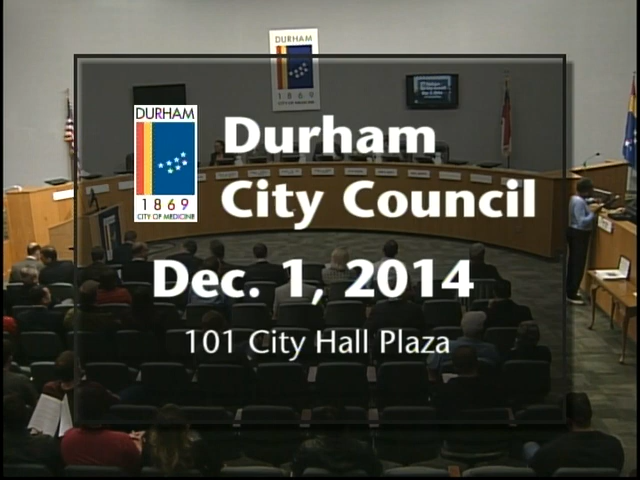 DURHAM
1869
CITY OF MEDICINE
DURHAM
1869
CITY OF MEDICINE
Durham
City Council
Dec. 1, 2014
101 City Hall Plaza